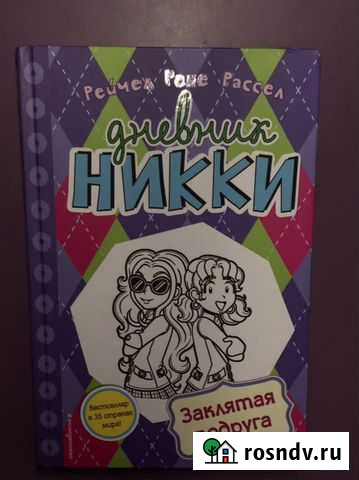 Рейчел Рене Рассел
дневник
НИККИ
Бестселлер
в 35 странах
мира!
Заклятая
подруга
rosndv.ru